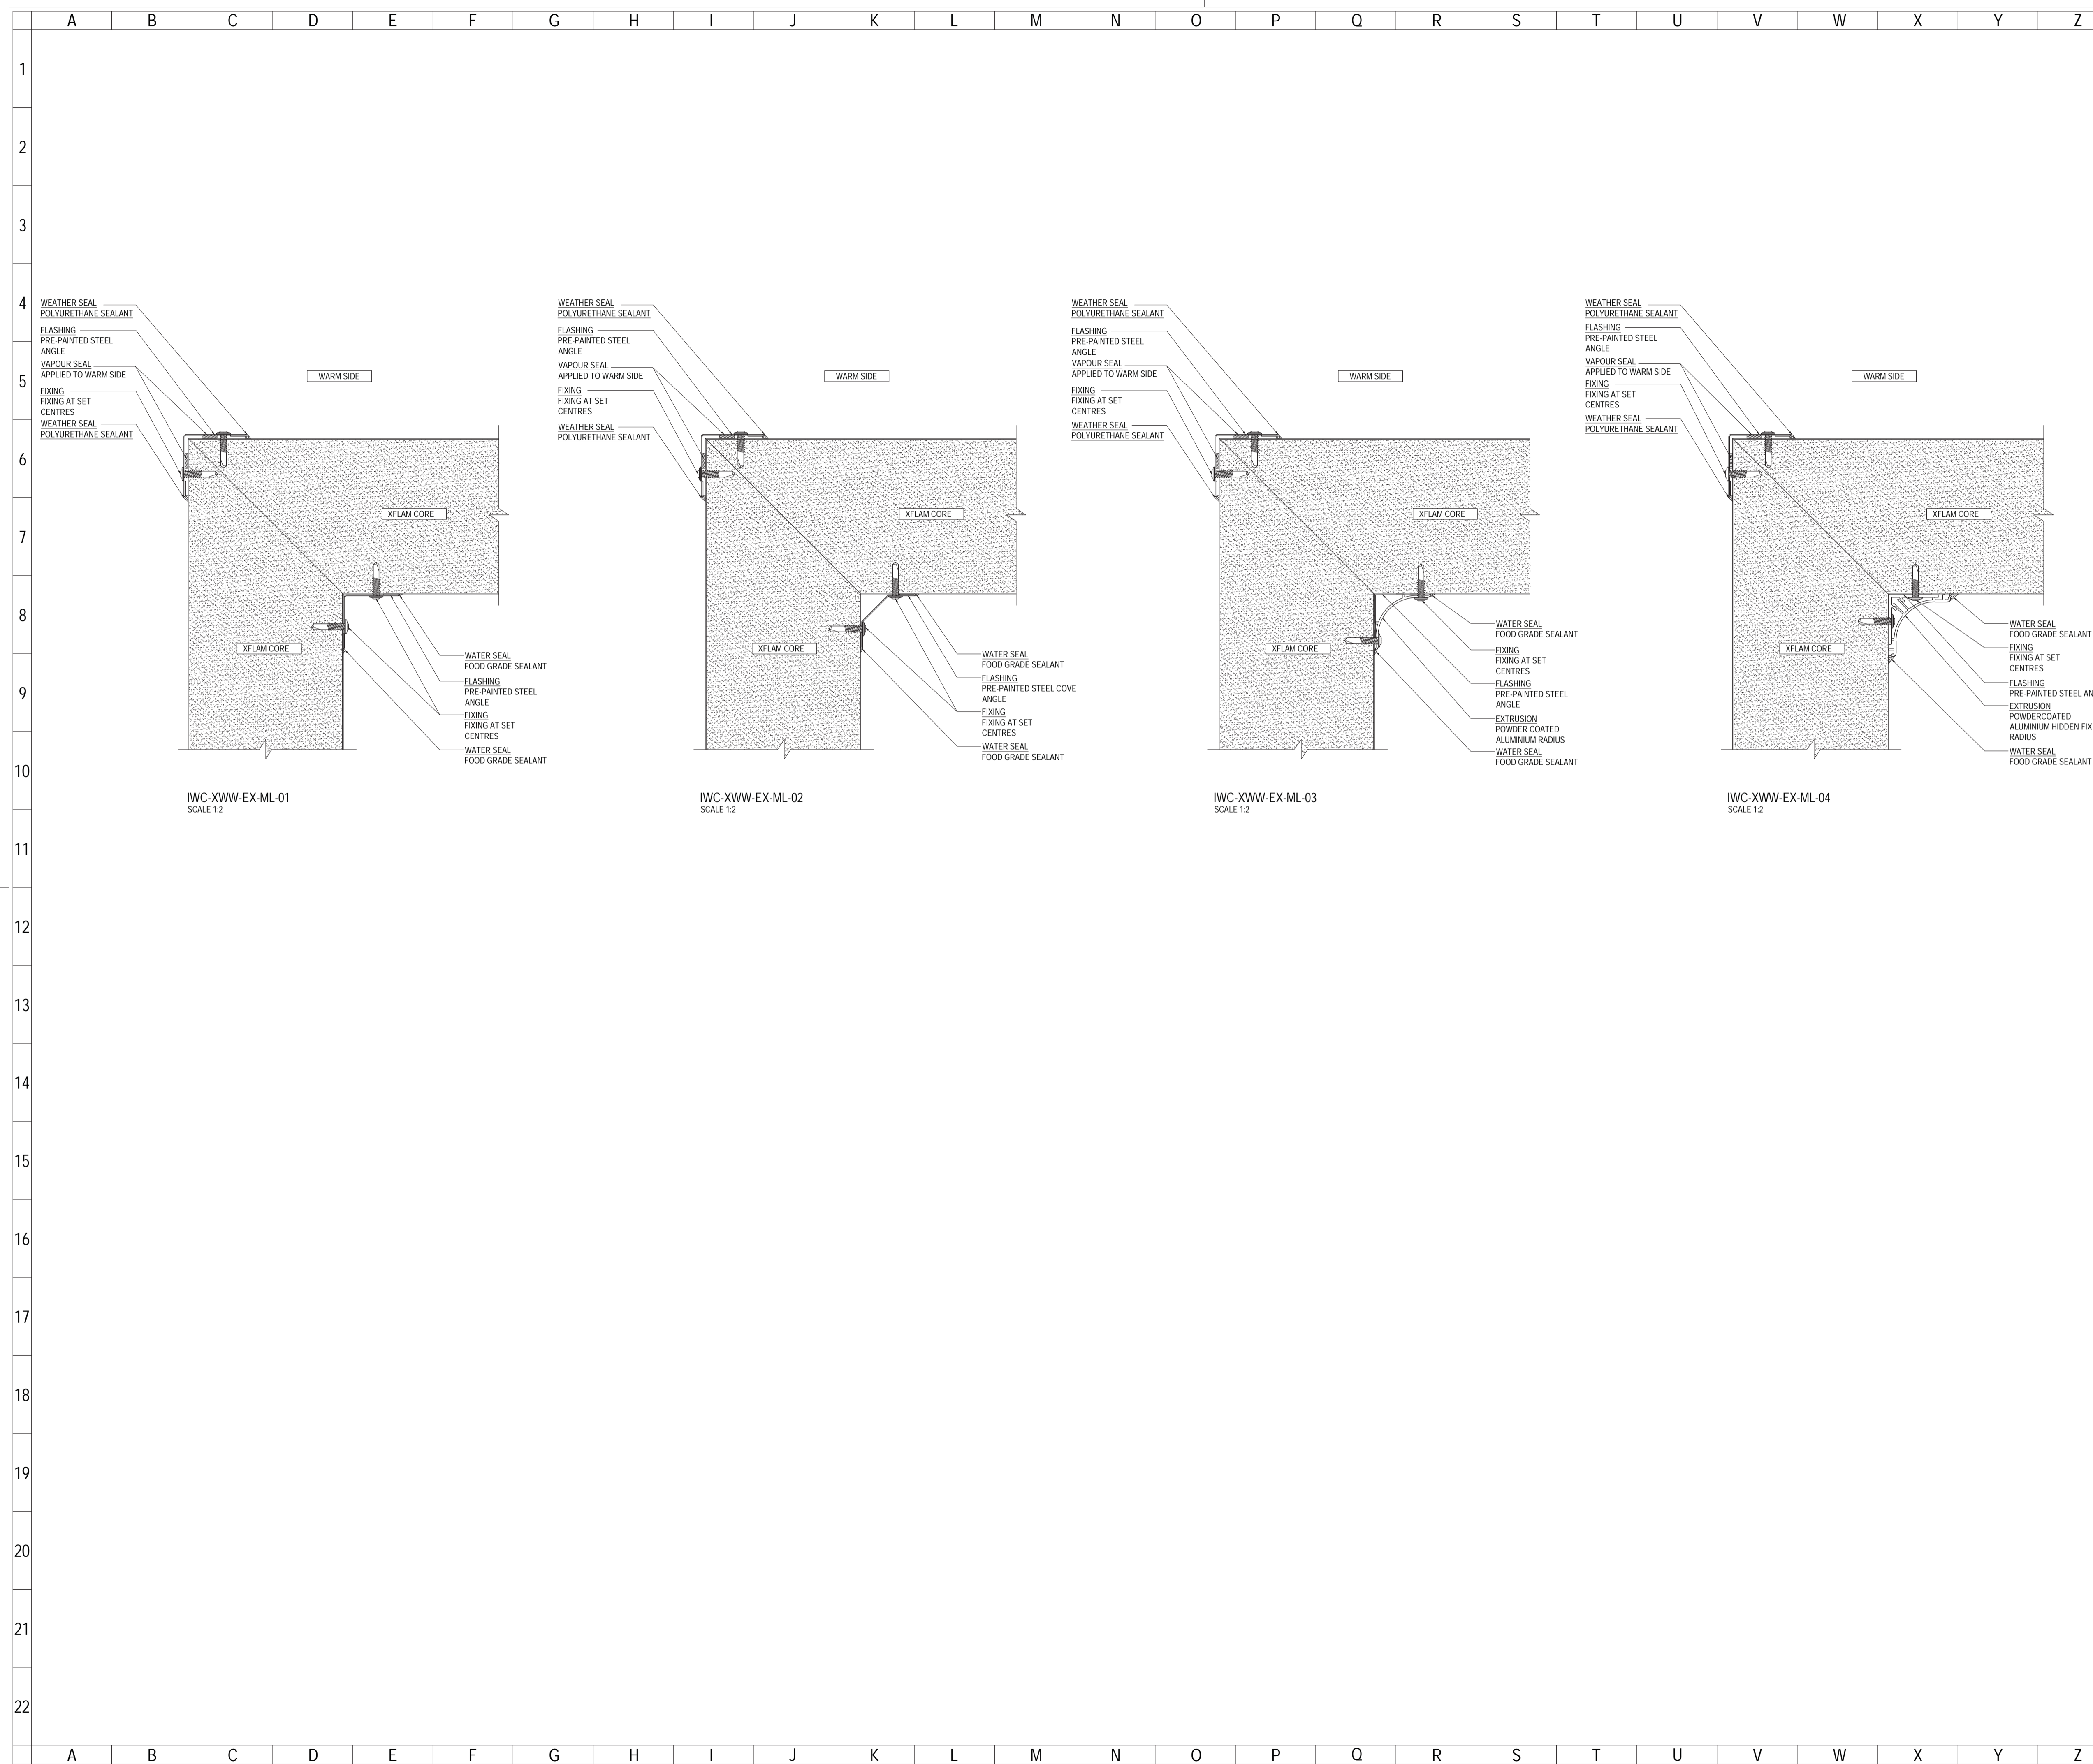 A B C D E F G H I J K L M N O P Q R S T U V W X Y Z
1
2
3
4
5
6
7
8
9
10
11
12
13
14
15
16
17
18
19
20
21
22
WEATHER SEAL
POLYURETHANE SEALANT
FLASHING
PRE-PAINTED STEEL
ANGLE
VAPOUR SEAL
APPLIED TO WARM SIDE
FIXING
FIXING AT SET
CENTRES
WEATHER SEAL
POLYURETHANE SEALANT
WARM SIDE
XFLAM CORE
XFLAM CORE
WATER SEAL
FOOD GRADE SEALANT
FLASHING
PRE-PAINTED STEEL
ANGLE
FIXING
FIXING AT SET
CENTRES
WATER SEAL
FOOD GRADE SEALANT
IWC-XWW-EX-ML-01
SCALE 1:2
WEATHER SEAL
POLYURETHANE SEALANT
FLASHING
PRE-PAINTED STEEL
ANGLE
VAPOUR SEAL
APPLIED TO WARM SIDE
FIXING
FIXING AT SET
CENTRES
WEATHER SEAL
POLYURETHANE SEALANT
WARM SIDE
XFLAM CORE
XFLAM CORE
WATER SEAL
FOOD GRADE SEALANT
FLASHING
PRE-PAINTED STEEL COVE
ANGLE
FIXING
FIXING AT SET
CENTRES
WATER SEAL
FOOD GRADE SEALANT
IWC-XWW-EX-ML-02
SCALE 1:2
WEATHER SEAL
POLYURETHANE SEALANT
FLASHING
PRE-PAINTED STEEL
ANGLE
VAPOUR SEAL
APPLIED TO WARM SIDE
FIXING
FIXING AT SET
CENTRES
WEATHER SEAL
POLYURETHANE SEALANT
WARM SIDE
XFLAM CORE
XFLAM CORE
WATER SEAL
FOOD GRADE SEALANT
FIXING
FIXING AT SET
CENTRES
FLASHING
PRE-PAINTED STEEL
ANGLE
EXTRUSION
POWDER COATED
ALUMINIUM RADIUS
WATER SEAL
FOOD GRADE SEALANT
IWC-XWW-EX-ML-03
SCALE 1:2
WEATHER SEAL
POLYURETHANE SEALANT
FLASHING
PRE-PAINTED STEEL
ANGLE
VAPOUR SEAL
APPLIED TO WARM SIDE
FIXING
FIXING AT SET
CENTRES
WEATHER SEAL
POLYURETHANE SEALANT
WARM SIDE
XFLAM CORE
XFLAM CORE
WATER SEAL
FOOD GRADE SEALANT
FIXING
FIXING AT SET
CENTRES
FLASHING
PRE-PAINTED STEEL
EXTRUSION
POWDERCOATED
ALUMINIUM HIDDEN FIX
RADIUS
WATER SEAL
FOOD GRADE SEALANT
IWC-XWW-EX-ML-04
SCALE 1:2
A B C D E F G H I J K L M N O P Q R S T U V W X Y Z